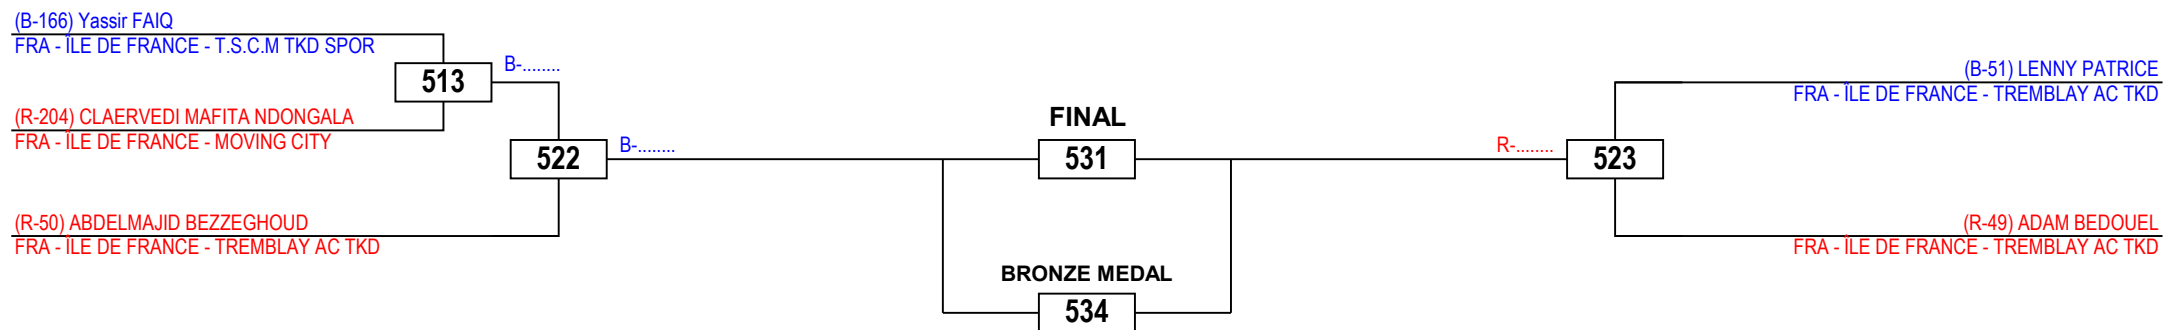 (B-166) Yassir FAIQ
FRA - ÎLE DE FRANCE - T.S.C.M TKD SPOR
513
B-........
(R-204) CLAERVEDI MAFITA NDONGALA
FRA - ÎLE DE FRANCE - MOVING CITY
522
B-........
(R-50) ABDELMAJID BEZZEGHOUD
FRA - ÎLE DE FRANCE - TREMBLAY AC TKD
FINAL
531
BRONZE MEDAL
534
(B-51) LENNY PATRICE
FRA - ÎLE DE FRANCE - TREMBLAY AC TKD
R-........
523
(R-49) ADAM BEDOUEL
FRA - ÎLE DE FRANCE - TREMBLAY AC TKD